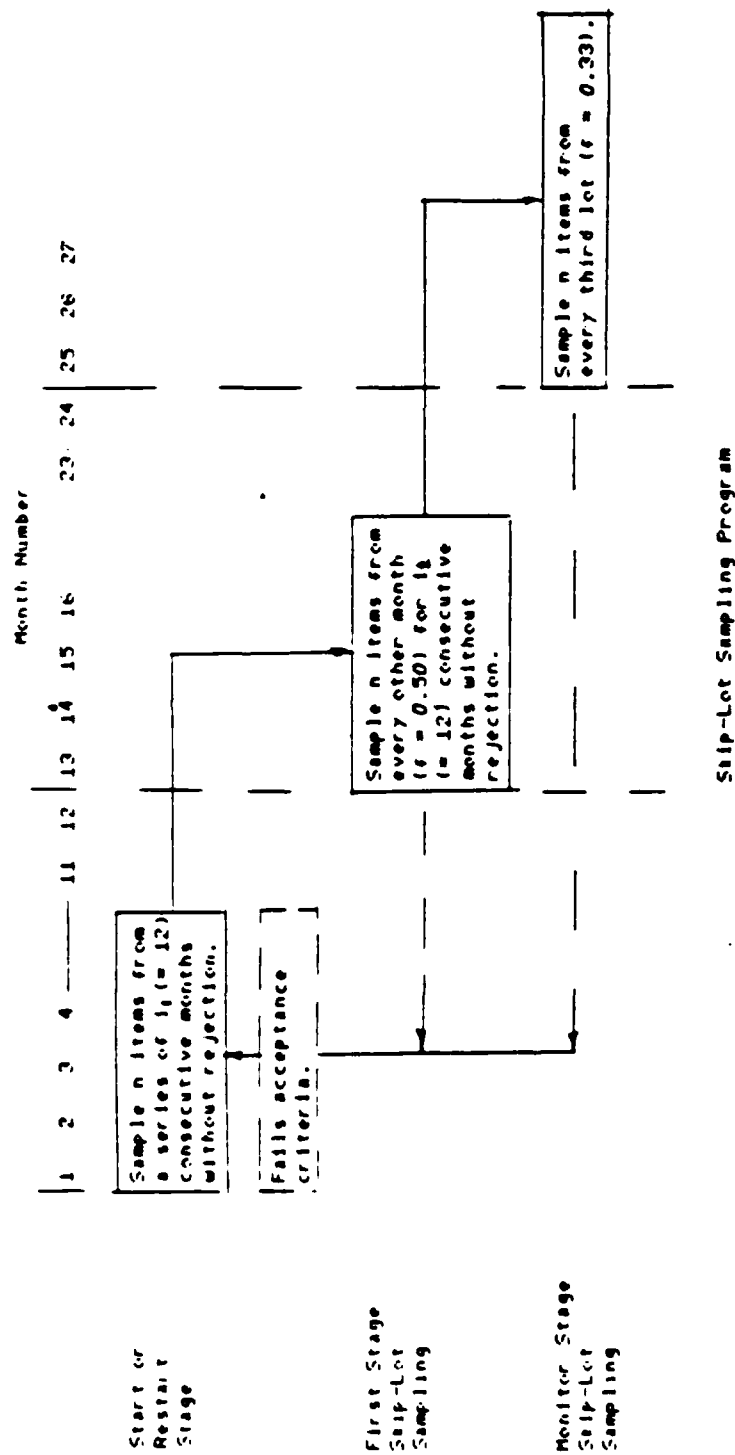 Month Number
1 2 3 4 11 12 13 14 15 16 23 24 25 26 27
Start or
Restart
Stage
Sample n items from
a series of i1 (= 12)
consecutive months
without rejection.
Fails acceptance
criteria.
First Stage
Skip-Lot
Sampling
Sample n items from
every other month
(f = 0.50) for i2
(= 12) consecutive
months without
rejection.
Monitor Stage
Skip-Lot
Sampling
Sample n items from
every third lot (f = 0.33).
Skip-Lot Sampling Program